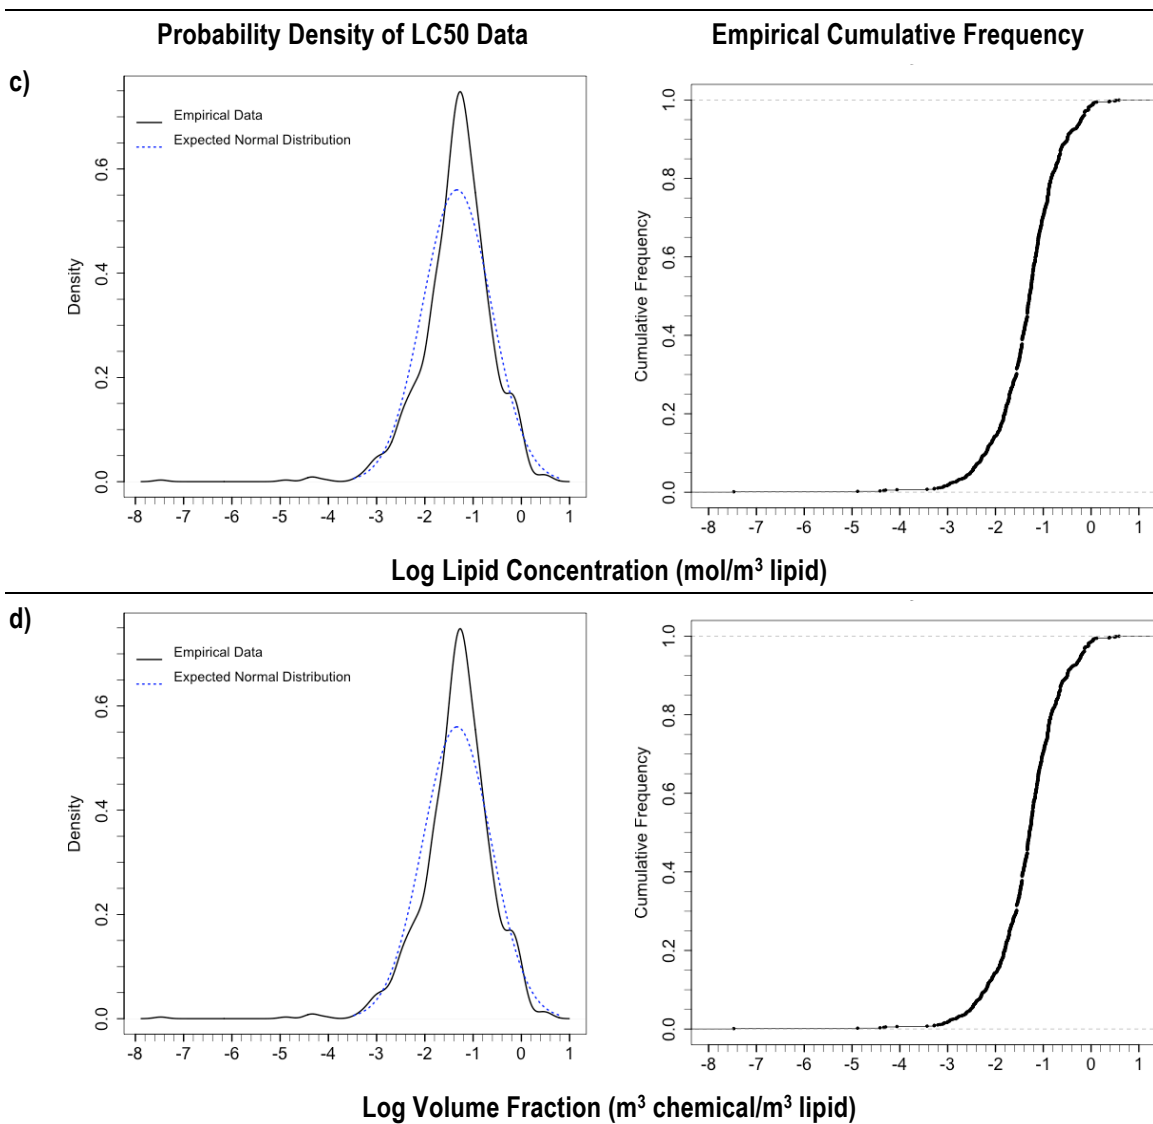 Probability Density of LC50 Data
Empirical Cumulative Frequency
c)
Empirical Data
Expected Normal Distribution
Density
0.0 0.2 0.4 0.6
-8 -7 -6 -5 -4 -3 -2 -1 0 1
Cumulative Frequency
0.0 0.2 0.4 0.6 0.8 1.0
-8 -7 -6 -5 -4 -3 -2 -1 0 1
Log Lipid Concentration (mol/m³ lipid)
d)
Empirical Data
Expected Normal Distribution
Density
0.0 0.2 0.4 0.6
-8 -7 -6 -5 -4 -3 -2 -1 0 1
Cumulative Frequency
0.0 0.2 0.4 0.6 0.8 1.0
-8 -7 -6 -5 -4 -3 -2 -1 0 1
Log Volume Fraction (m³ chemical/m³ lipid)